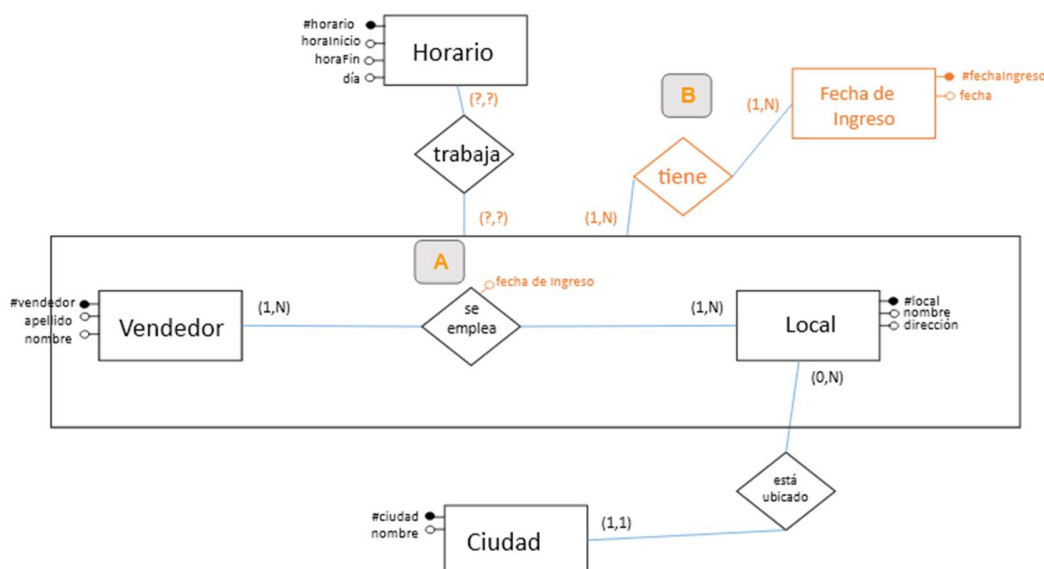 #horario
horaInicio
horaFin
día
Horario
(?,?)
trabaja
(?,?)
B
(1,N)
Fecha de
Ingreso
#fechaIngreso
fecha
tiene
(1,N)
A
fecha de Ingreso
#vendedor
apellido
nombre
Vendedor
(1,N)
se
emplea
(1,N)
Local
#local
nombre
dirección
(0,N)
está
ubicado
#ciudad
nombre
Ciudad
(1,1)